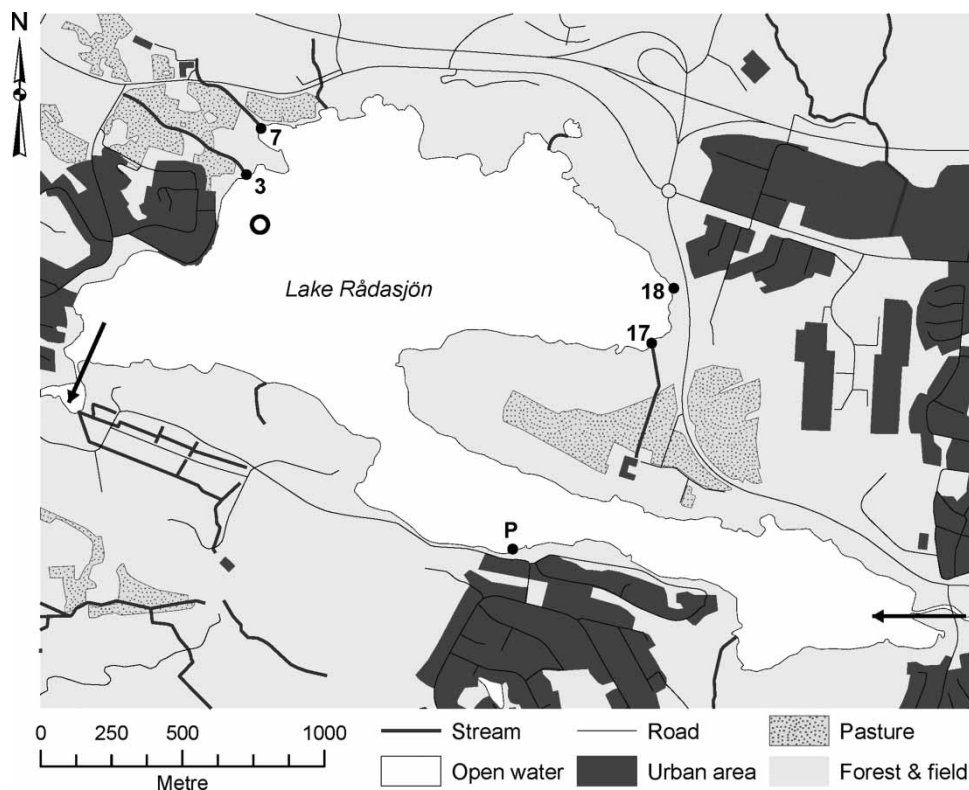 N
7
3
Lake Rådasjön
18
17
P
0 250 500 1000
Metre
Stream Road Pasture
Open water Urban area Forest & field